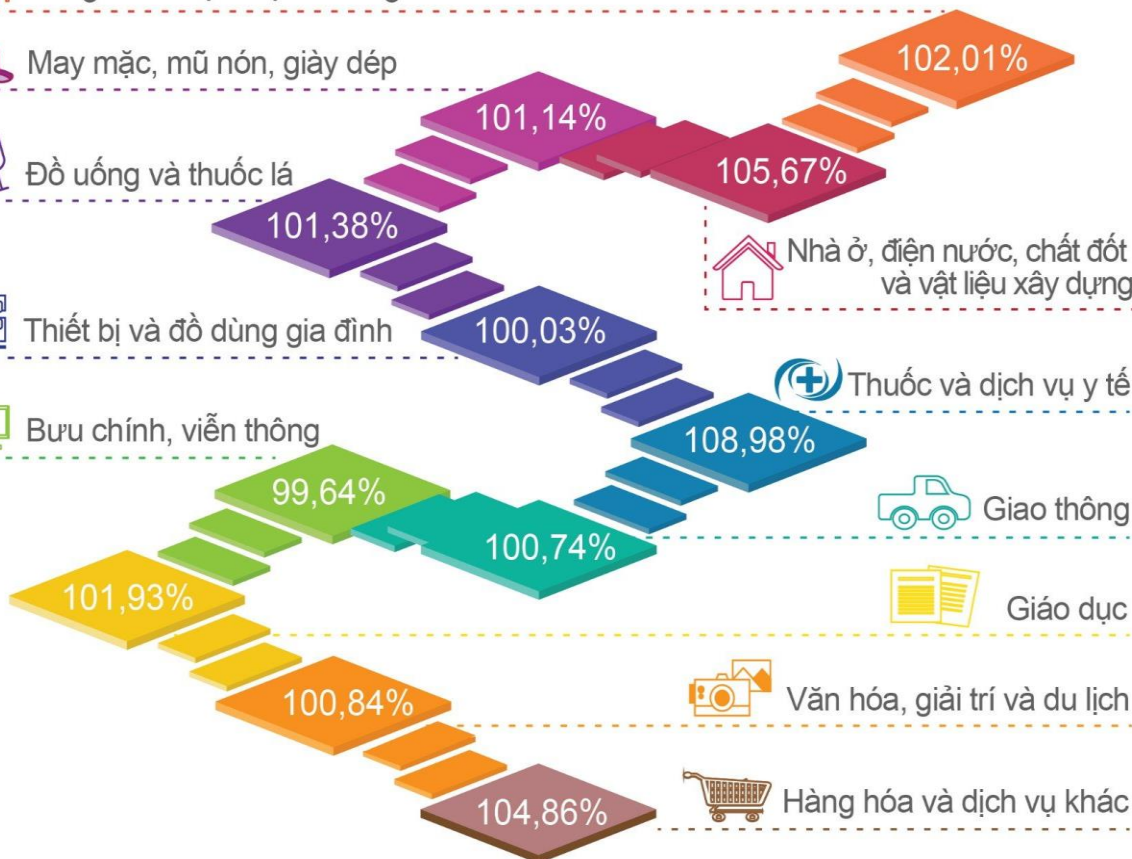 102,01%
May mặc, mũ nón, giày dép
101,14%
105,67%
Đồ uống và thuốc lá
101,38%
Nhà ở, điện nước, chất đốt
và vật liệu xây dựng
Thiết bị và đồ dùng gia đình
100,03%
Thuốc và dịch vụ y tế
108,98%
Bưu chính, viễn thông
99,64%
Giao thông
100,74%
101,93%
Giáo dục
100,84%
Văn hóa, giải trí và du lịch
104,86%
Hàng hóa và dịch vụ khác